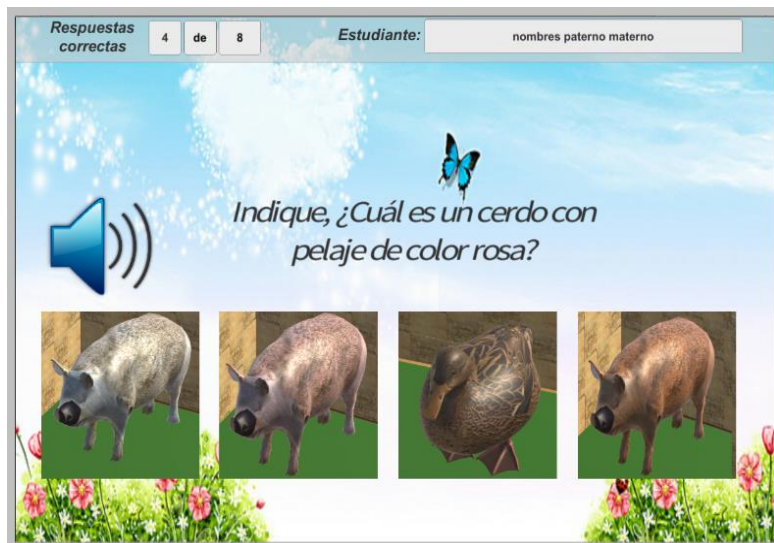 Respuestas
correctas
4
de
8
Estudiante:
nombres paterno materno
Indique, ¿Cuál es un cerdo con
pelaje de color rosa?